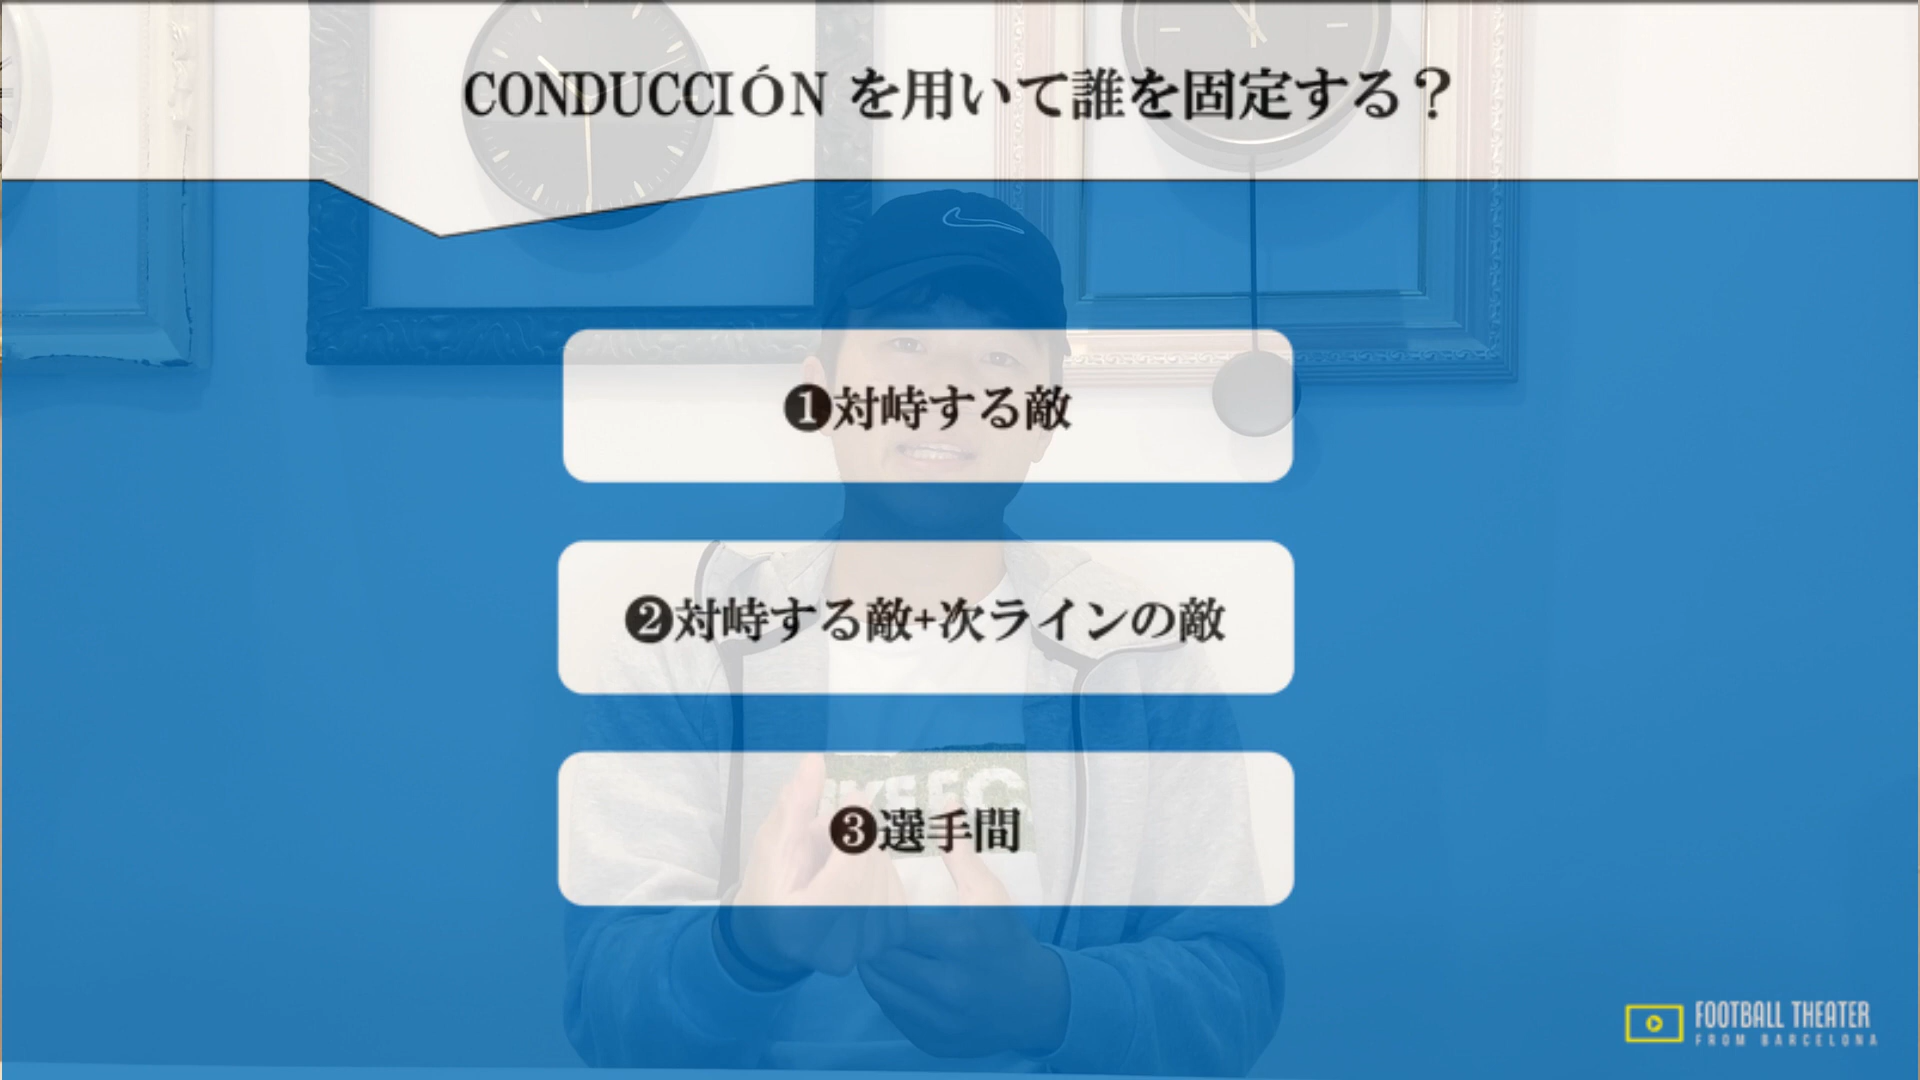 CONDUCCIÓN を用いて誰を固定する？
❶対峙する敵
❷対峙する敵+次ラインの敵
❸選手間
FOOTBALL THEATER
FROM BARCELONA